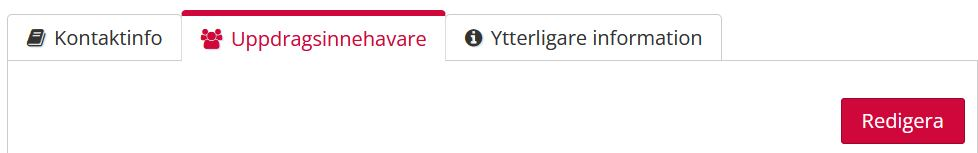 Kontaktinfo Uppdragsinnehavare Ytterligare information
Redigera